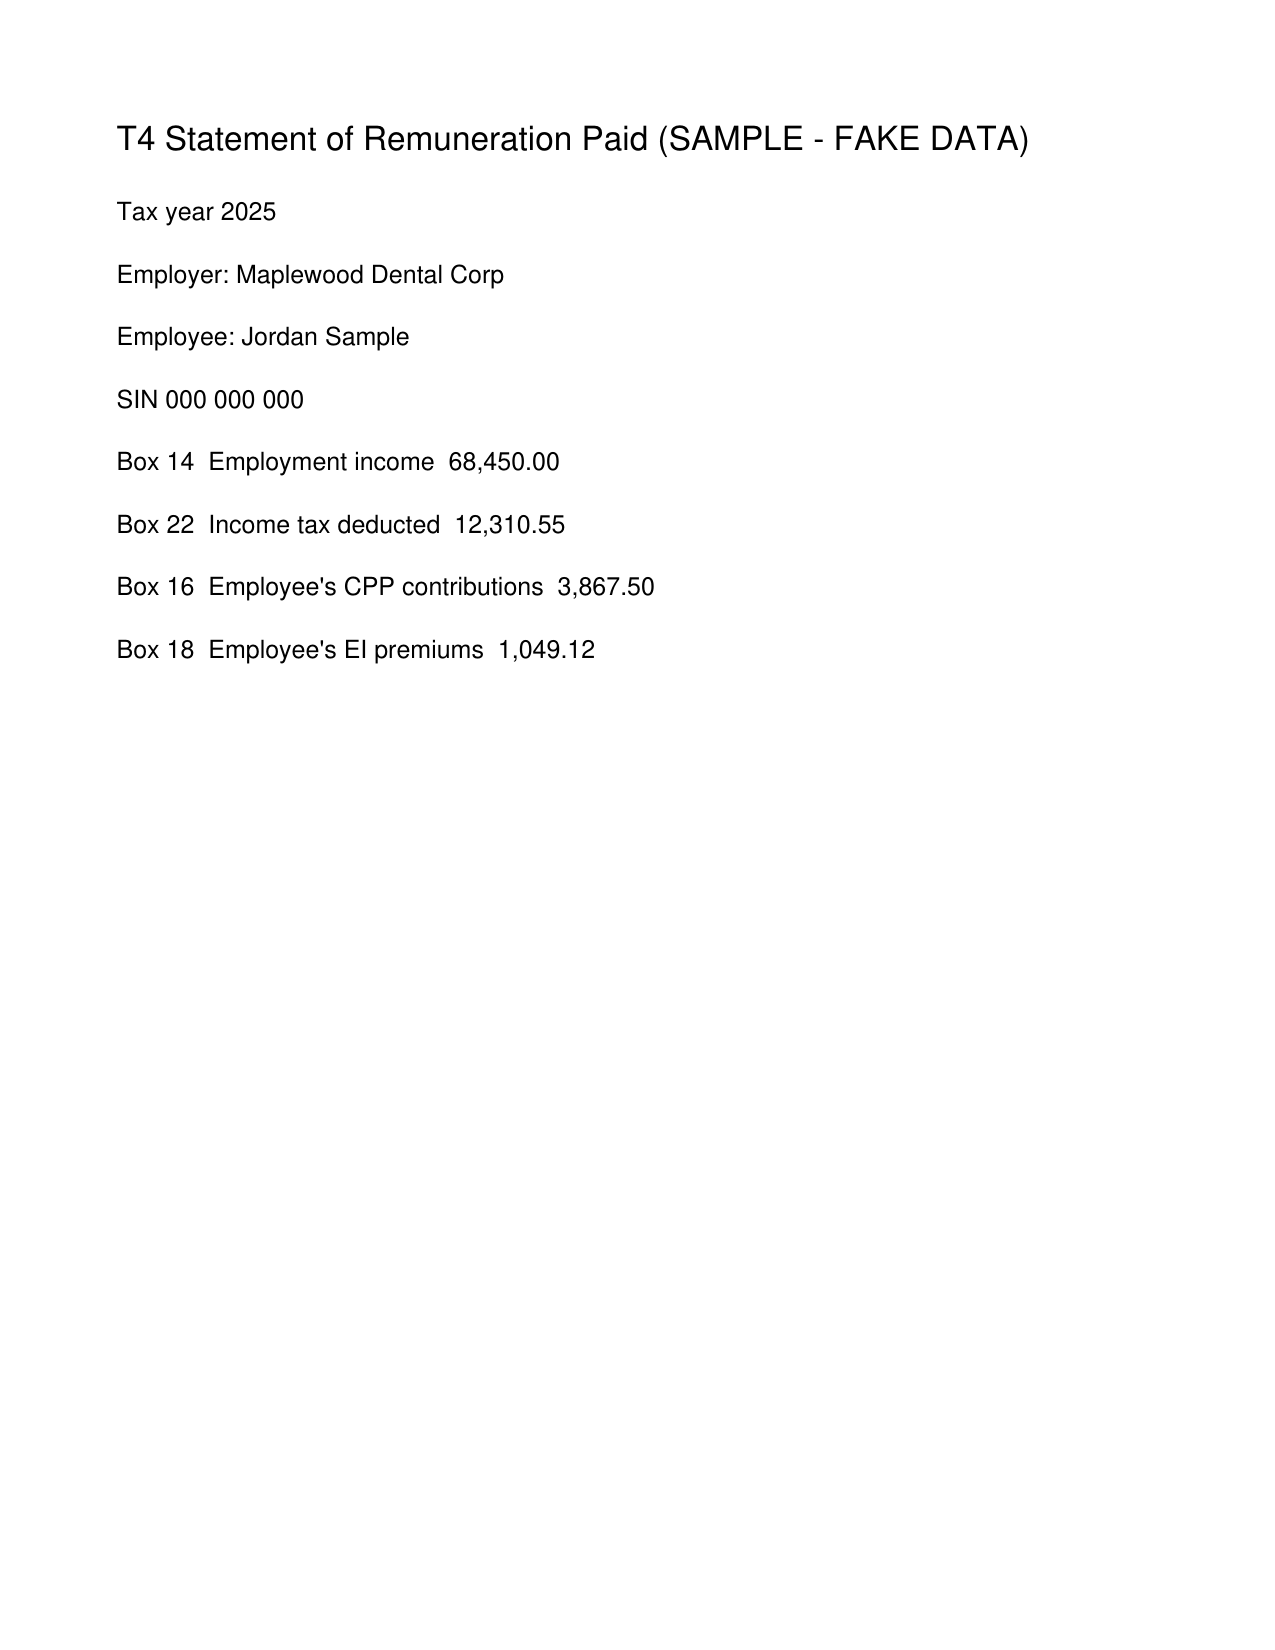 T4 Statement of Remuneration Paid (SAMPLE - FAKE DATA)
Tax year 2025
Employer: Maplewood Dental Corp
Employee: Jordan Sample
SIN 000 000 000
Box 14  Employment income  68,450.00
Box 22  Income tax deducted  12,310.55
Box 16  Employee's CPP contributions  3,867.50
Box 18  Employee's EI premiums  1,049.12